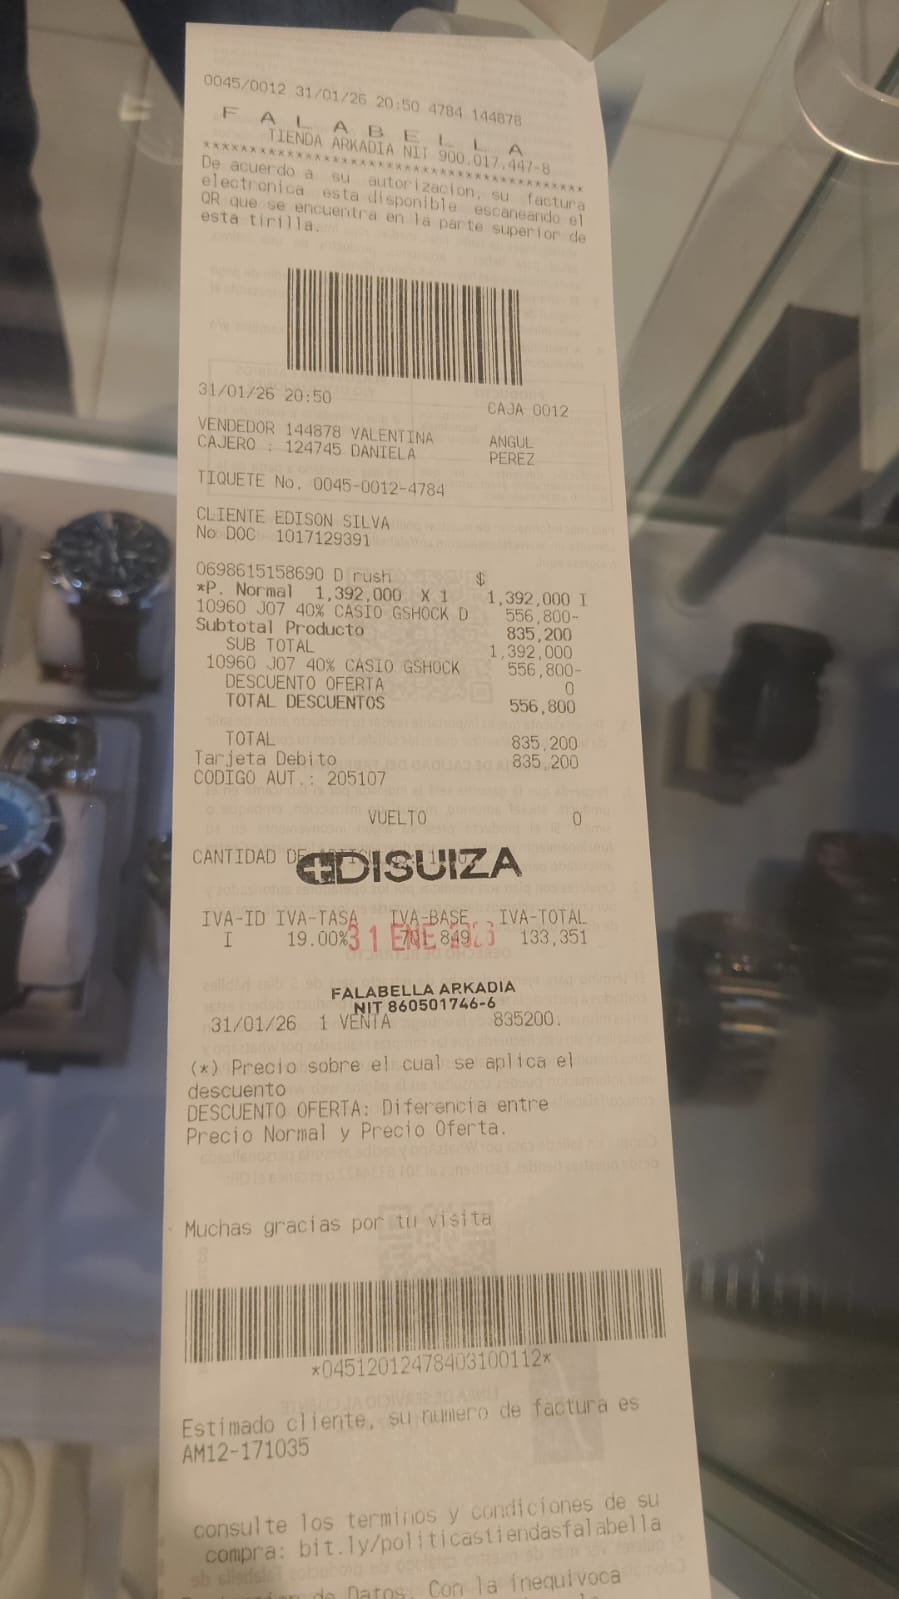 0045/0012 31/01/26 20:50 4784 144878
F A L A B E L L A
TIENDA ARKADIA NIT 900.017.447-8
****************************************
De acuerdo a su autorizacion, su factura
electronica esta disponible escaneando el
QR que se encuentra en la parte superior de
esta tirilla.
31/01/26 20:50 CAJA 0012
VENDEDOR 144878 VALENTINA ANGUL
CAJERO : 124745 DANIELA PEREZ
TIQUETE No. 0045-0012-4784
CLIENTE EDISON SILVA
No DOC 1017129391
0698615158690 D rush $
*P. Normal 1,392,000 X 1 1,392,000 I
10960 J07 40% CASIO GSHOCK D 556,800-
Subtotal Producto 835,200
SUB TOTAL 1,392,000
10960 J07 40% CASIO GSHOCK 556,800-
DESCUENTO OFERTA 0
TOTAL DESCUENTOS 556,800
TOTAL 835,200
Tarjeta Debito 835,200
CODIGO AUT.: 205107
VUELTO 0
CANTIDAD DE
DISUIZA
IVA-ID IVA-TASA IVA-BASE IVA-TOTAL
I 19.00% 133,351
31 ENE
FALABELLA ARKADIA
NIT 860501746-6
31/01/26 1 VENTA 835200.
(*) Precio sobre el cual se aplica el
descuento
DESCUENTO OFERTA: Diferencia entre
Precio Normal y Precio Oferta.
Muchas gracias por tu visita
*04512012478403100112*
Estimado cliente, su numero de factura es
AM12-171035
consulte los terminos y condiciones de su
compra: bit.ly/politicastiendasfalabella
de Datos. Con la inequivoca